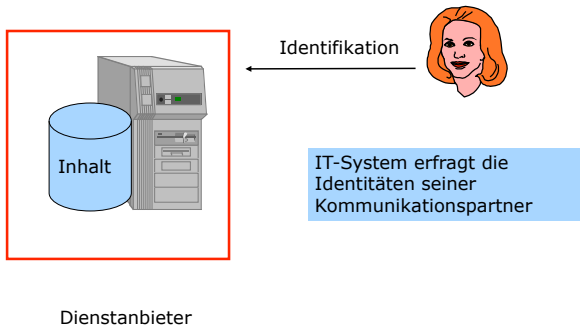 Identifikation
Inhalt
IT-System erfragt die
Identitäten seiner
Kommunikationspartner
Dienstanbieter